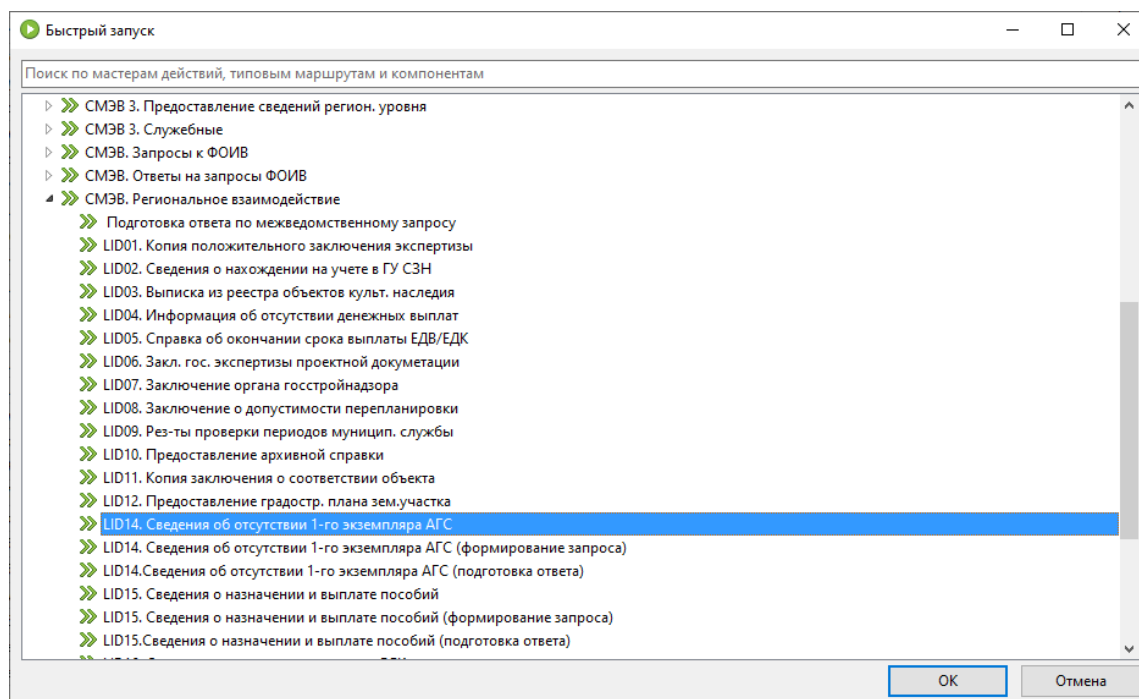 Быстрый запуск
Поиск по мастерам действий, типовым маршрутам и компонентам
СМЭВ 3. Предоставление сведений регион. уровня
СМЭВ 3. Служебные
СМЭВ. Запросы к ФОИВ
СМЭВ. Ответы на запросы ФОИВ
СМЭВ. Региональное взаимодействие
Подготовка ответа по межведомственному запросу
LID01. Копия положительного заключения экспертизы
LID02. Сведения о нахождении на учете в ГУ СЗН
LID03. Выписка из реестра объектов культ. наследия
LID04. Информация об отсутствии денежных выплат
LID05. Справка об окончании срока выплаты ЕДВ/ЕДК
LID06. Закл. гос. экспертизы проектной докуметации
LID07. Заключение органа госстройнадзора
LID08. Заключение о допустимости перепланировки
LID09. Рез-ты проверки периодов муницип. службы
LID10. Предоставление архивной справки
LID11. Копия заключения о соответствии объекта
LID12. Предоставление градостр. плана зем.участка
LID14. Сведения об отсутствии 1-го экземпляра АГС
LID14. Сведения об отсутствии 1-го экземпляра АГС (формирование запроса)
LID14.Сведения об отсутствии 1-го экземпляра АГС (подготовка ответа)
LID15. Сведения о назначении и выплате пособий
LID15. Сведения о назначении и выплате пособий (формирование запроса)
LID15.Сведения о назначении и выплате пособий (подготовка ответа)
ОК
Отмена